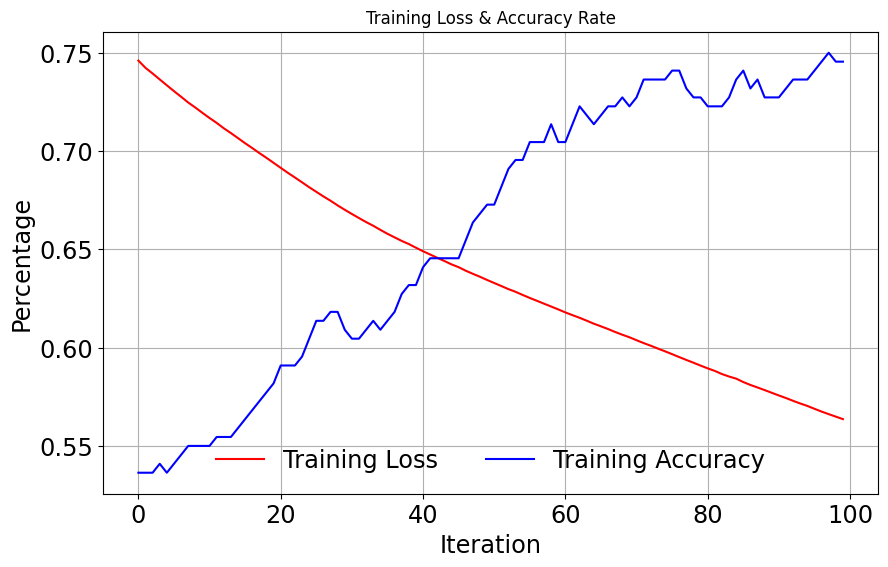 Training Loss & Accuracy Rate
Percentage
0.75
0.70
0.65
0.60
0.55
Training Loss Training Accuracy
0 20 40 60 80 100
Iteration